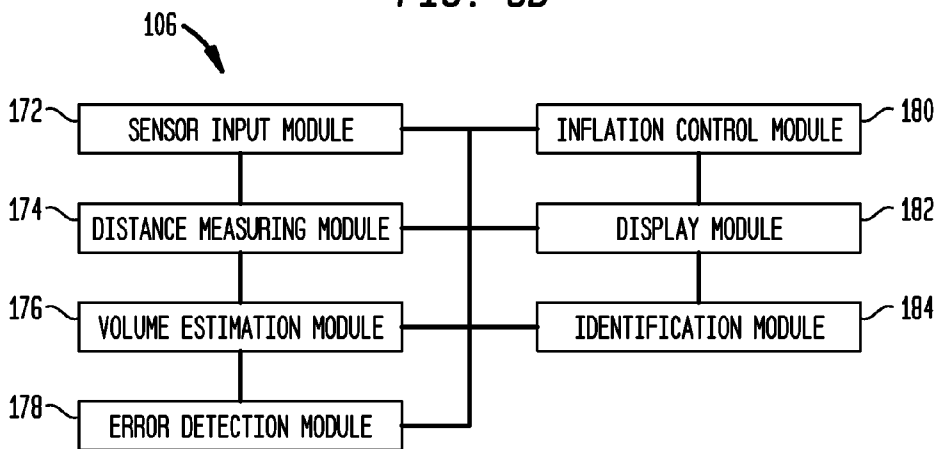 106
172
SENSOR INPUT MODULE
INFLATION CONTROL MODULE
180
174
DISTANCE MEASURING MODULE
DISPLAY MODULE
182
176
VOLUME ESTIMATION MODULE
IDENTIFICATION MODULE
184
178
ERROR DETECTION MODULE